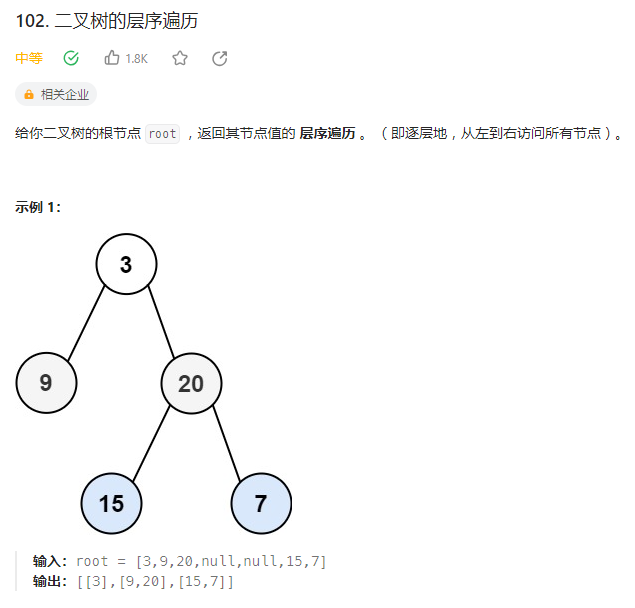 102. 二叉树的层序遍历
中等 1.8K
相关企业
给你二叉树的根节点 root ，返回其节点值的 层序遍历 。 （即逐层地，从左到右访问所有节点）。
示例 1：
3
9 20
15 7
输入：root = [3,9,20,null,null,15,7]
输出：[[3],[9,20],[15,7]]